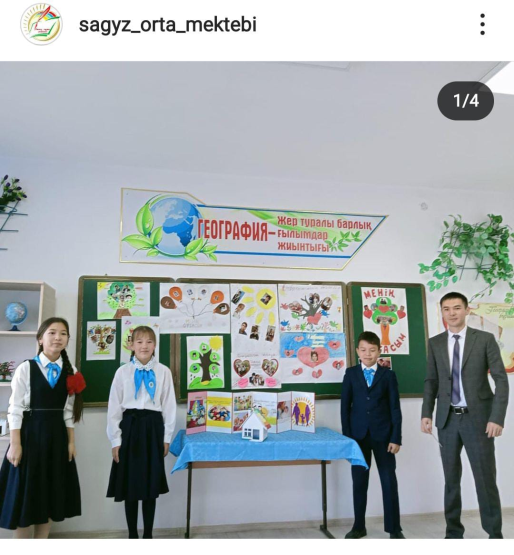 sagyz_orta_mektebi
1/4
ГЕОГРАФИЯ–
Жер туралы барлық
ғылымдар
жиынтығы
МЕНІҢ